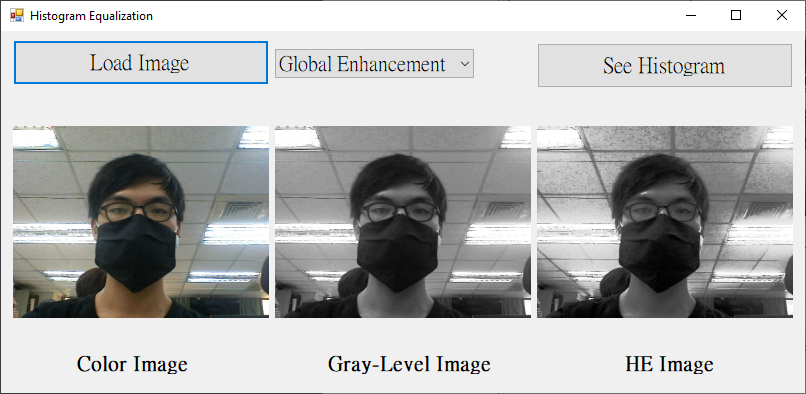 Histogram Equalization
Load Image
Global Enhancement
See Histogram
Color Image
Gray-Level Image
HE Image